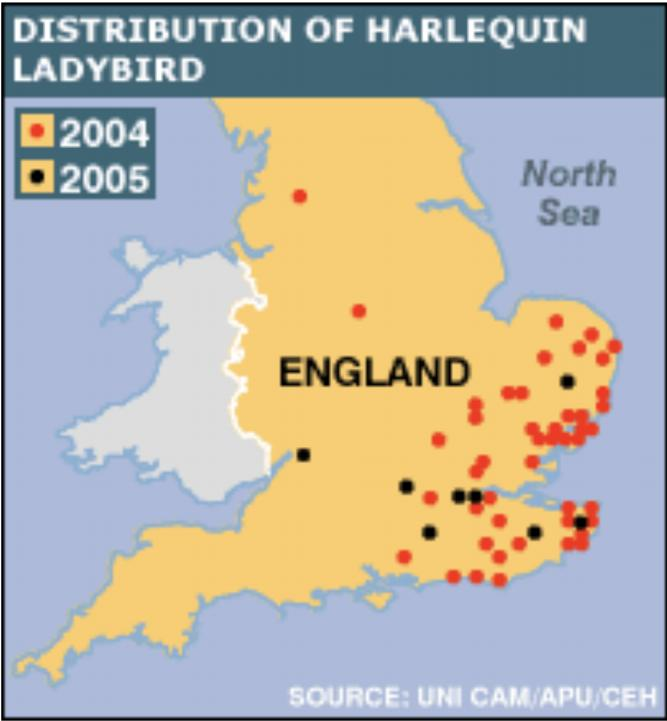 DISTRIBUTION OF HARLEQUIN
LADYBIRD
2004
2005
North
Sea
ENGLAND
SOURCE: UNI CAM/APU/CEH